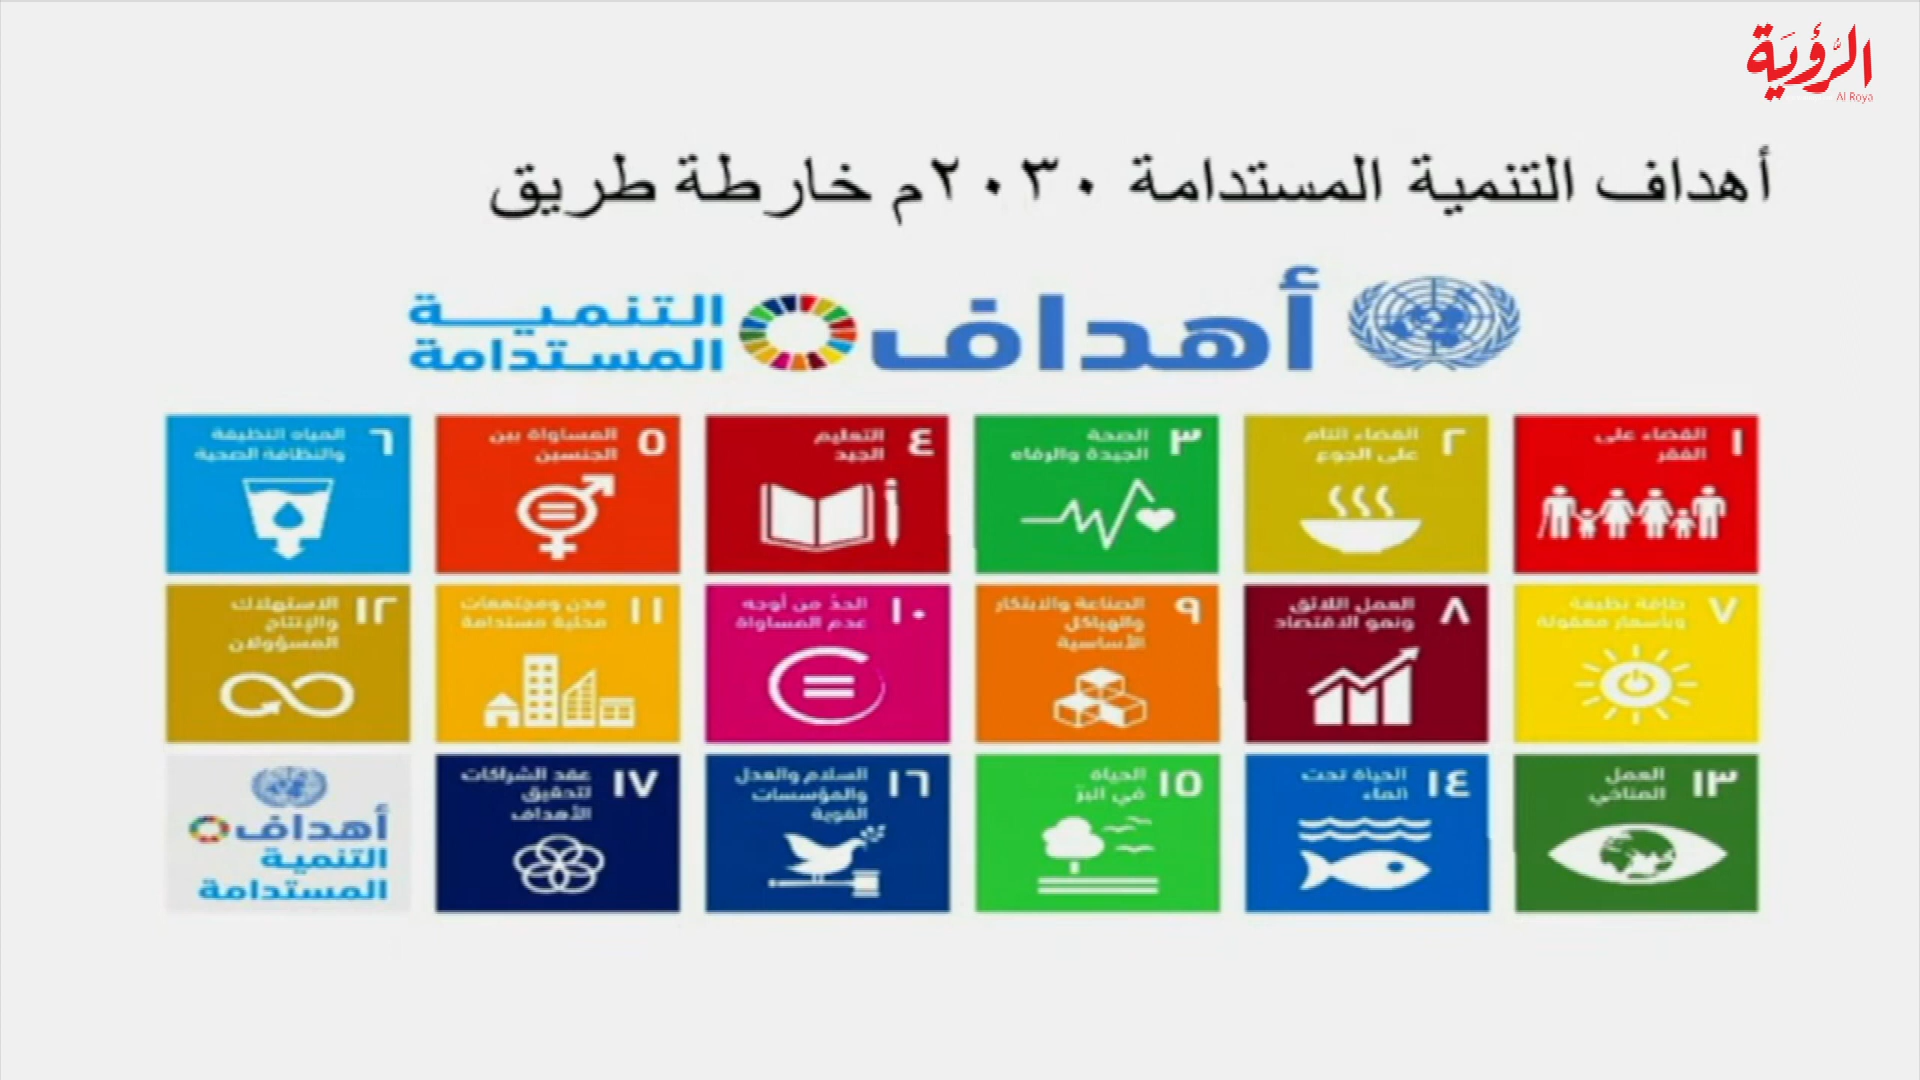 الرُّؤْيَة
Al Roya
أهداف التنمية المستدامة ٢٠٣٠م خارطة طريق
أهداف
التنمية
المستدامة
١ القضاء على
الفقر
٢ القضاء التام
على الجوع
٣ الصحة
الجيدة والرفاه
٤ التعليم
الجيد
٥ المساواة بين
الجنسين
٦ المياه النظيفة
والنظافة الصحية
٧ طاقة نظيفة
وبأسعار معقولة
٨ العمل اللائق
ونمو الاقتصاد
٩ الصناعة والابتكار
والهياكل
الأساسية
١٠ الحدّ من أوجه
عدم المساواة
١١ مدن ومجتمعات
محلية مستدامة
١٢ الاستهلاك
والإنتاج
المسؤولان
١٣ العمل
المناخي
١٤ الحياة تحت
الماء
١٥ الحياة
في البرّ
١٦ السلام والعدل
والمؤسسات
القوية
١٧ عقد الشراكات
لتحقيق
الأهداف
أهداف
التنمية
المستدامة